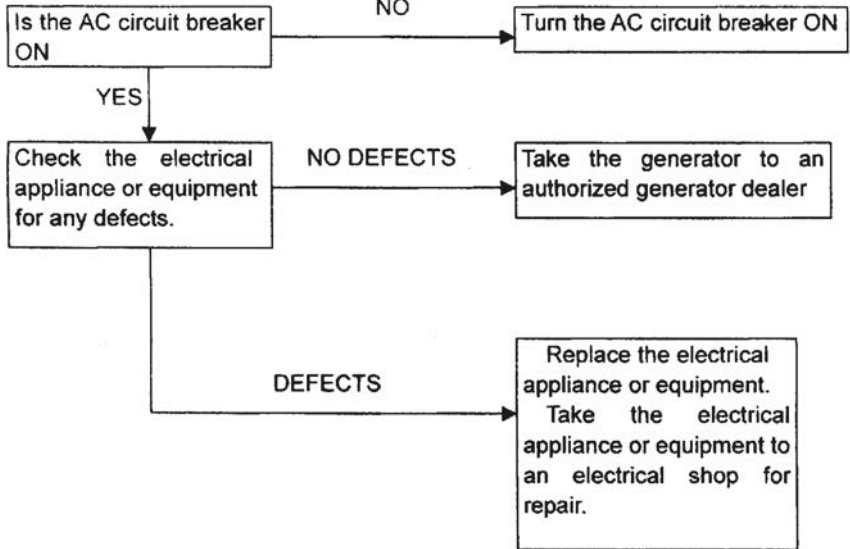 NO
Is the AC circuit breaker
ON
Turn the AC circuit breaker ON
YES
Check the electrical
appliance or equipment
for any defects.
NO DEFECTS
Take the generator to an
authorized generator dealer
DEFECTS
Replace the electrical
appliance or equipment.
Take the electrical
appliance or equipment to
an electrical shop for
repair.